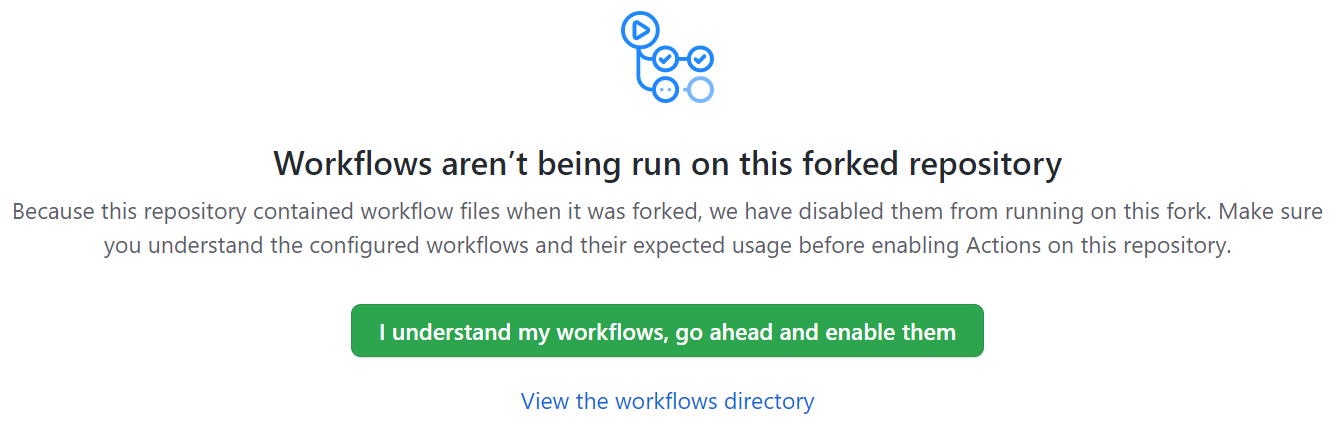 Workflows aren’t being run on this forked repository
Because this repository contained workflow files when it was forked, we have disabled them from running on this fork. Make sure
you understand the configured workflows and their expected usage before enabling Actions on this repository.
I understand my workflows, go ahead and enable them
View the workflows directory